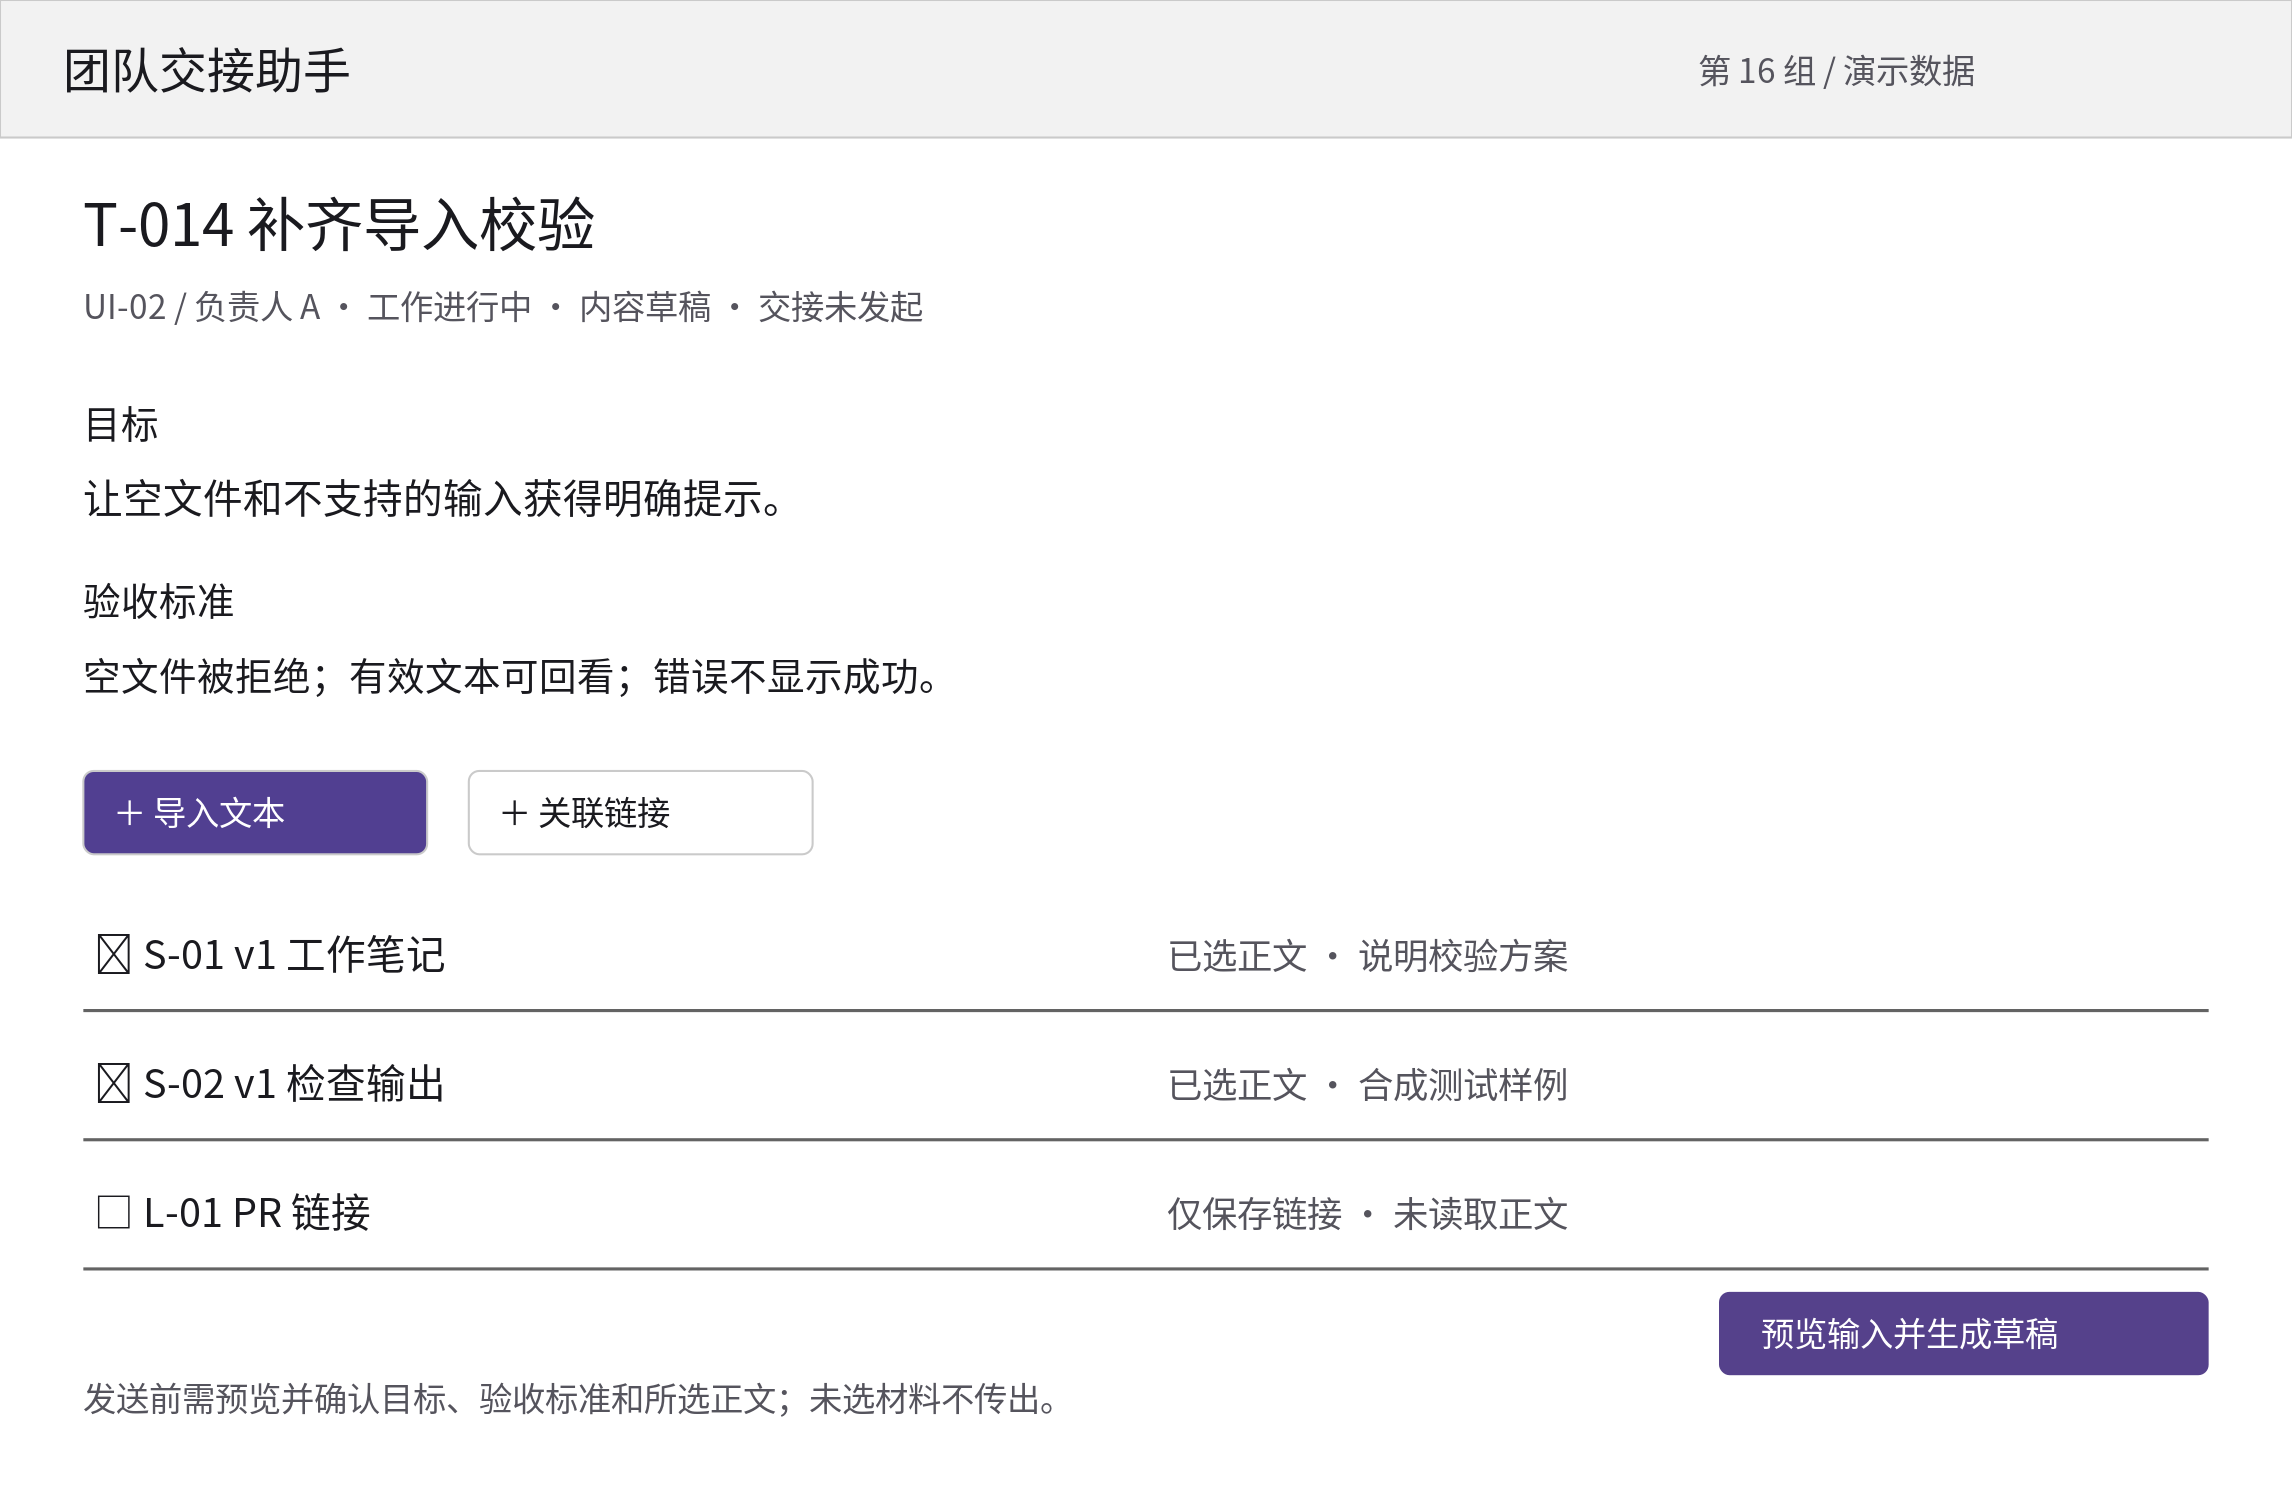 团队交接助手
第 16 组 / 演示数据
T-014 补齐导入校验
UI-02 / 负责人 A · 工作进行中 · 内容草稿 · 交接未发起
目标
让空文件和不支持的输入获得明确提示。
验收标准
空文件被拒绝；有效文本可回看；错误不显示成功。
＋ 导入文本
＋ 关联链接
S-01 v1 工作笔记
已选正文 · 说明校验方案
S-02 v1 检查输出
已选正文 · 合成测试样例
□ L-01 PR 链接
仅保存链接 · 未读取正文
预览输入并生成草稿
发送前需预览并确认目标、验收标准和所选正文；未选材料不传出。